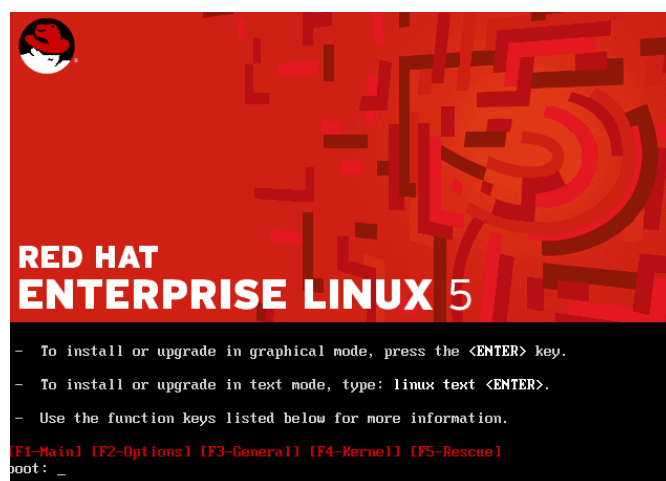 RED HAT
ENTERPRISE LINUX 5
- To install or upgrade in graphical mode, press the <ENTER> key.
- To install or upgrade in text mode, type: linux text <ENTER>.
- Use the function keys listed below for more information.
[F1-Main] [F2-Options] [F3-General] [F4-Kernel] [F5-Rescue]
boot: _